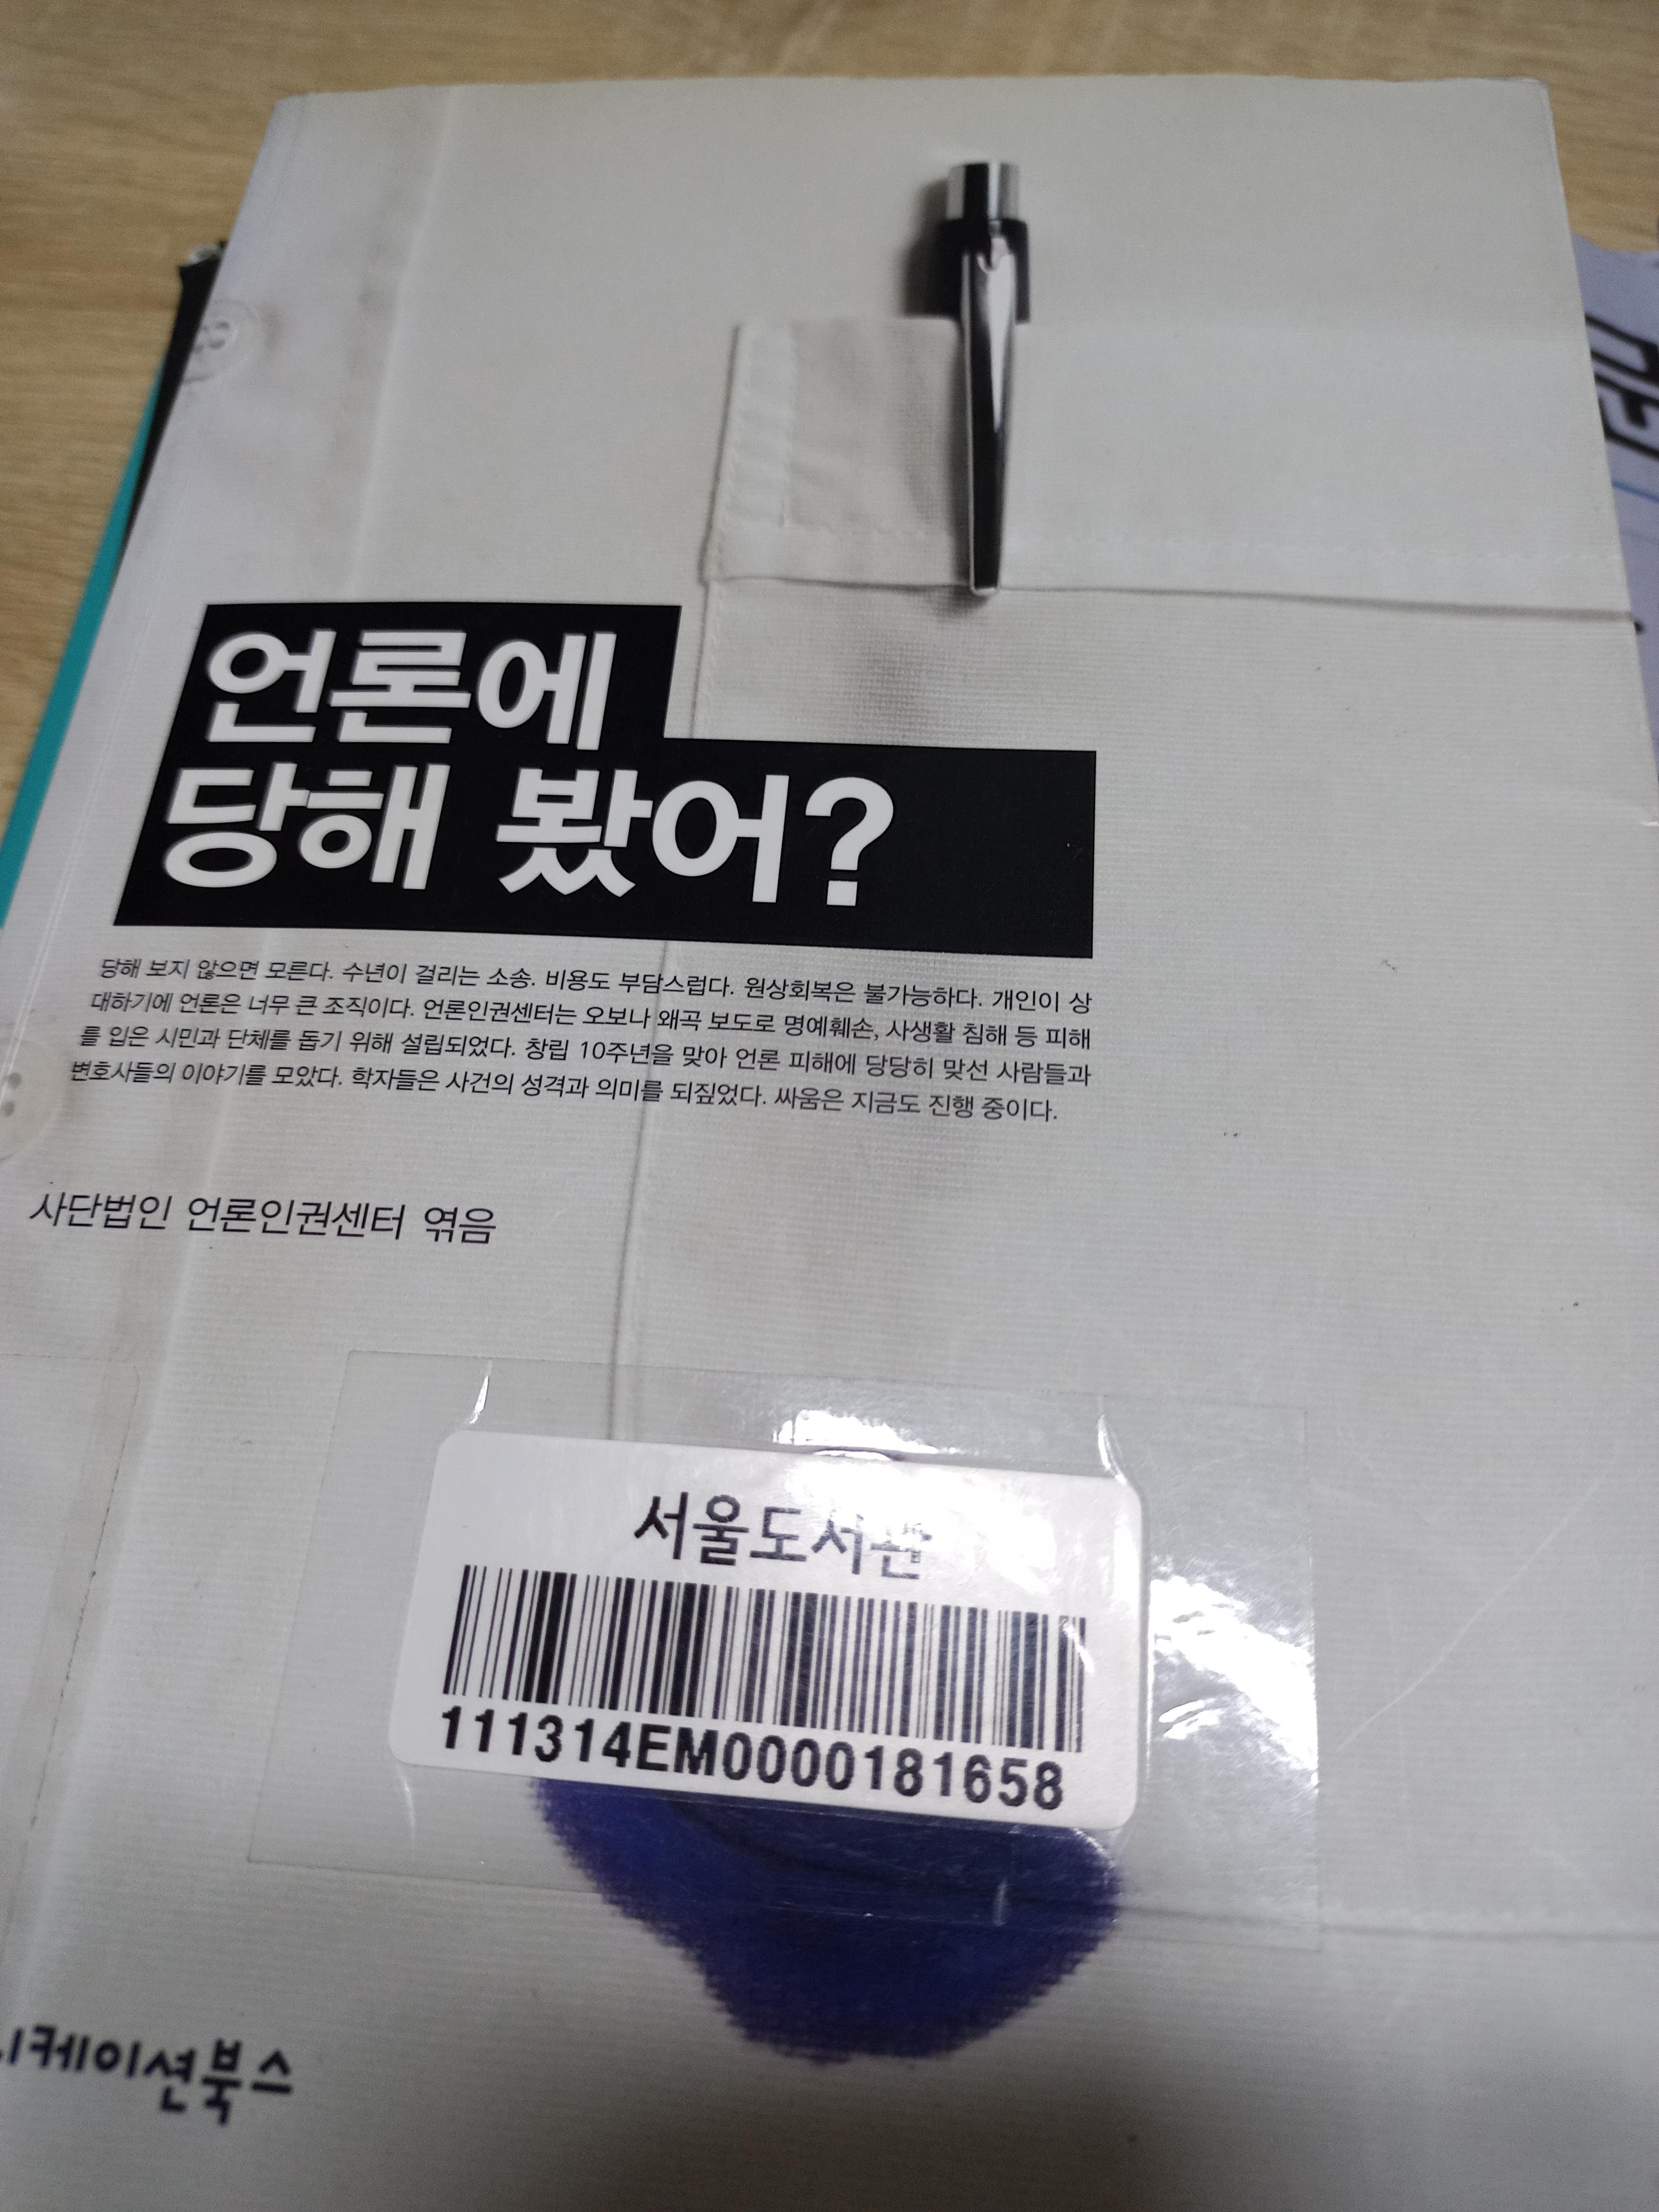 언론에
당해 봤어?
당해 보지 않으면 모른다. 수년이 걸리는 소송. 비용도 부담스럽다. 원상회복은 불가능하다. 개인이 상
대하기에 언론은 너무 큰 조직이다. 언론인권센터는 오보나 왜곡 보도로 명예훼손, 사생활 침해 등 피해
를 입은 시민과 단체를 돕기 위해 설립되었다. 창립 10주년을 맞아 언론 피해에 당당히 맞선 사람들과
변호사들의 이야기를 모았다. 학자들은 사건의 성격과 의미를 되짚었다. 싸움은 지금도 진행 중이다.
사단법인 언론인권센터 엮음
서울도서관
111314EM0000181658
니케이션북스